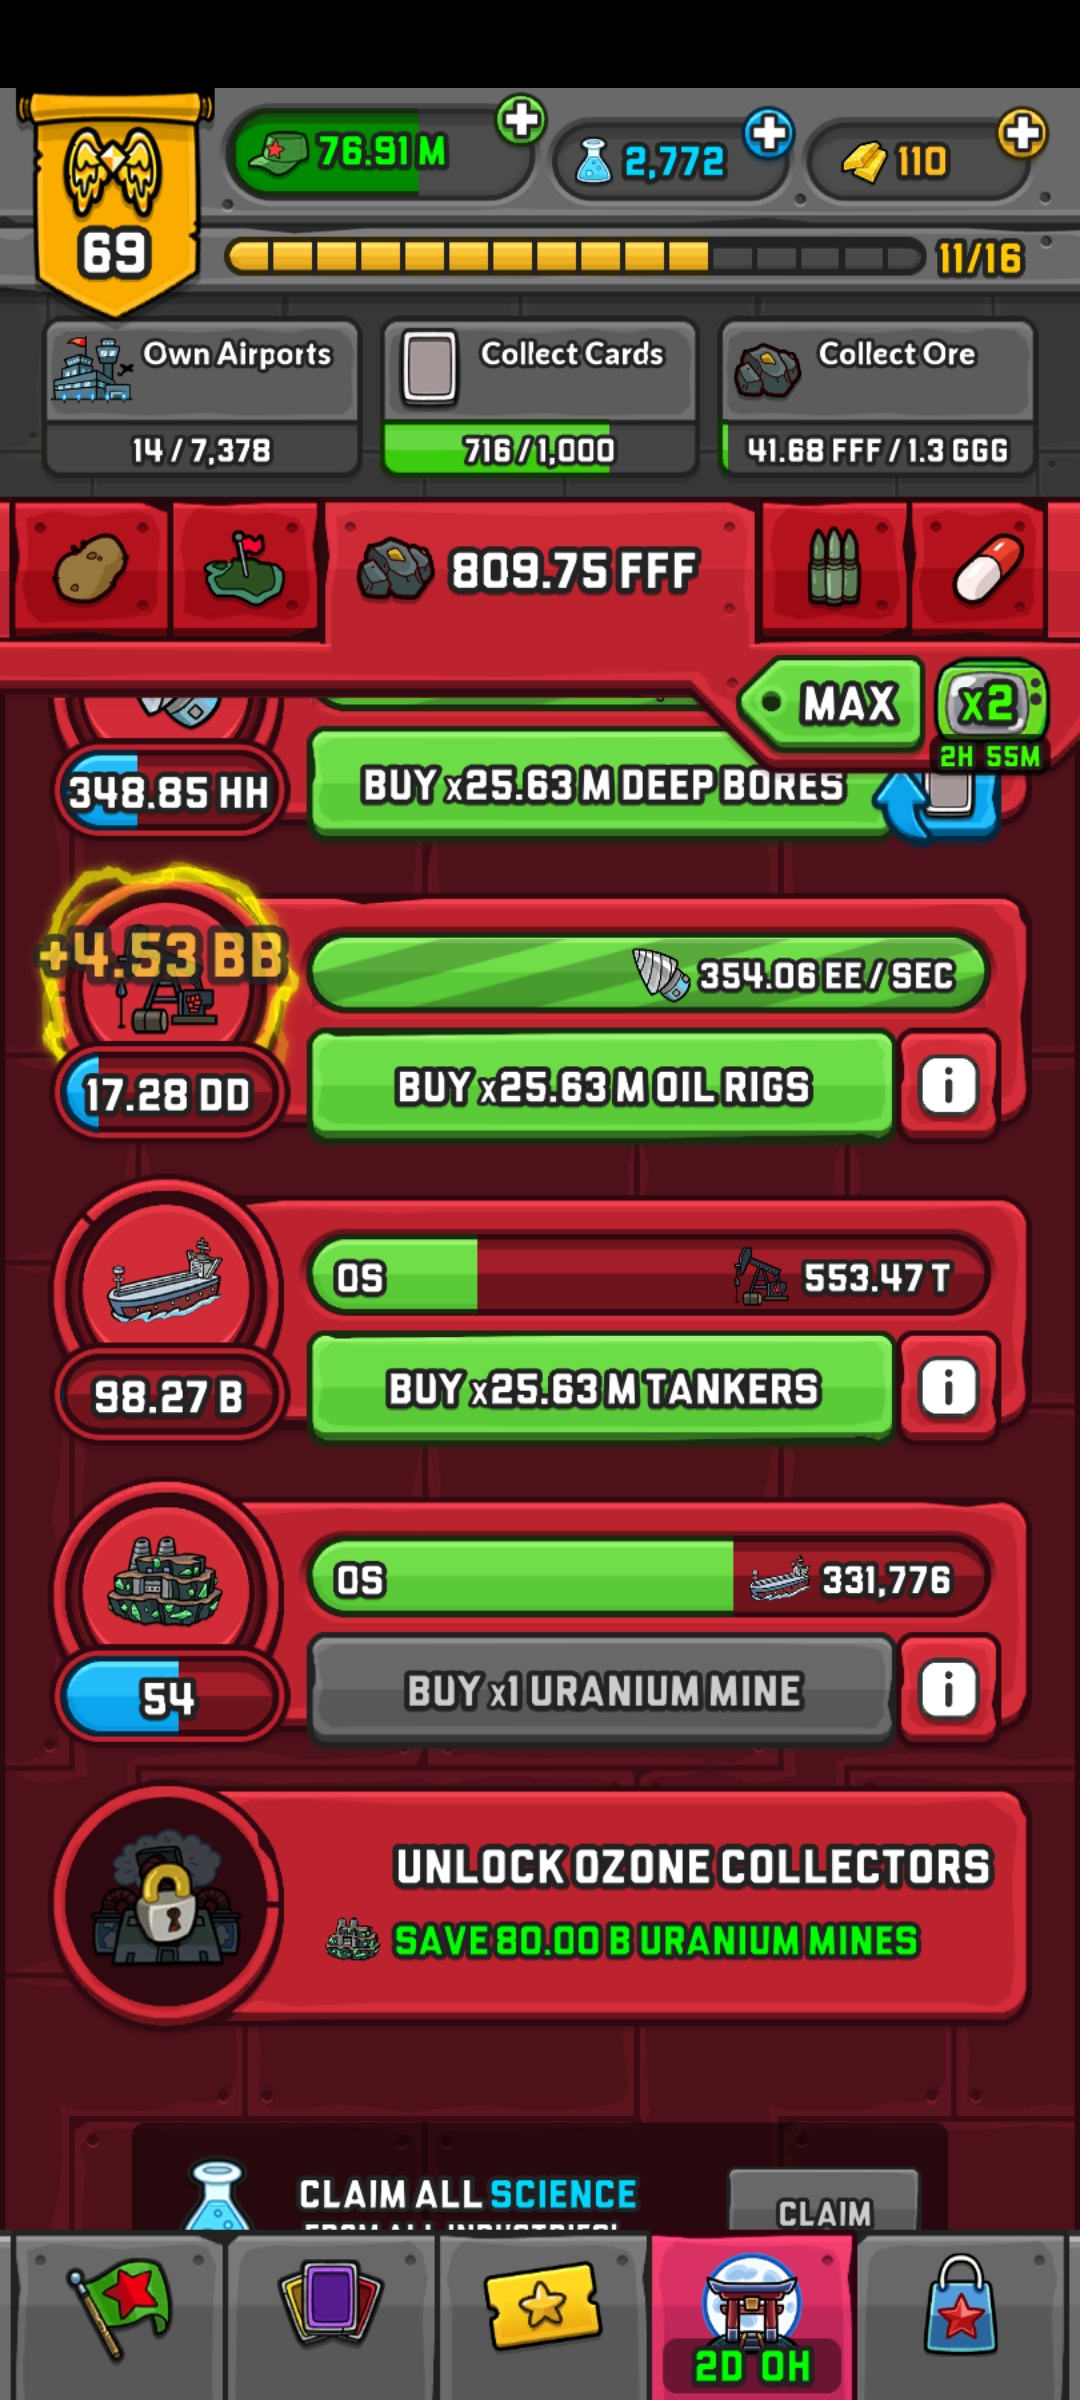 76.91 M
2,772
110
69
11/16
Own Airports
Collect Cards
Collect Ore
14 / 7,378
716 / 1,000
41.68 FFF / 1.3 GGG
809.75 FFF
MAX
x2
2H 55M
348.85 HH
BUY x25.63 M DEEP BORES
+4.53 BB
354.06 EE / SEC
17.28 DD
BUY x25.63 M OIL RIGS
i
0S
553.47 T
98.27 B
BUY x25.63 M TANKERS
i
0S
331,776
54
BUY x1 URANIUM MINE
i
UNLOCK OZONE COLLECTORS
SAVE 80.00 B URANIUM MINES
CLAIM ALL SCIENCE
FROM ALL INDUSTRIES!
CLAIM
2D 0H